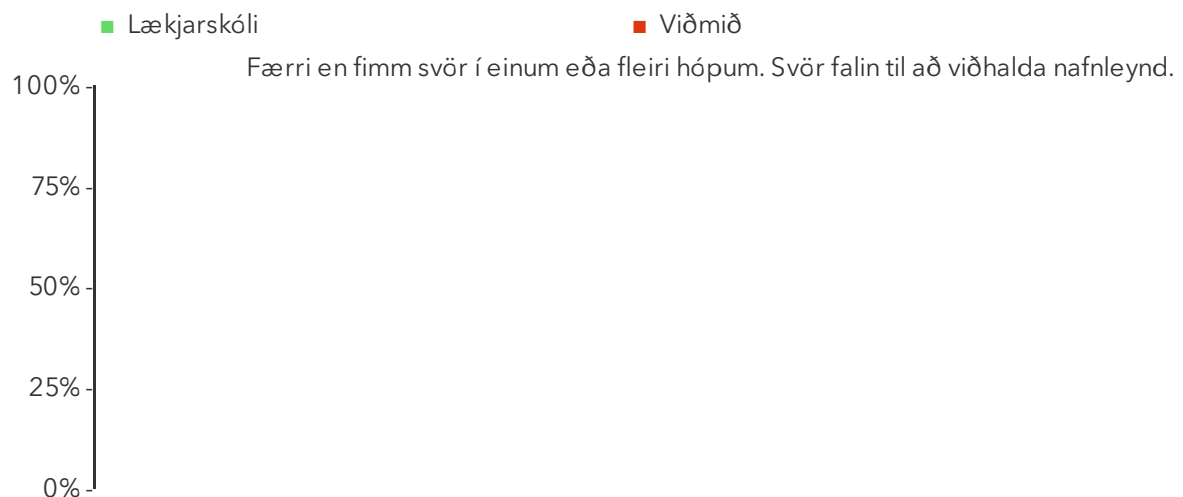 Lækjarskóli Viðmið
Færri en fimm svör í einum eða fleiri hópum. Svör falin til að viðhalda nafnleynd.
100%
75%
50%
25%
0%